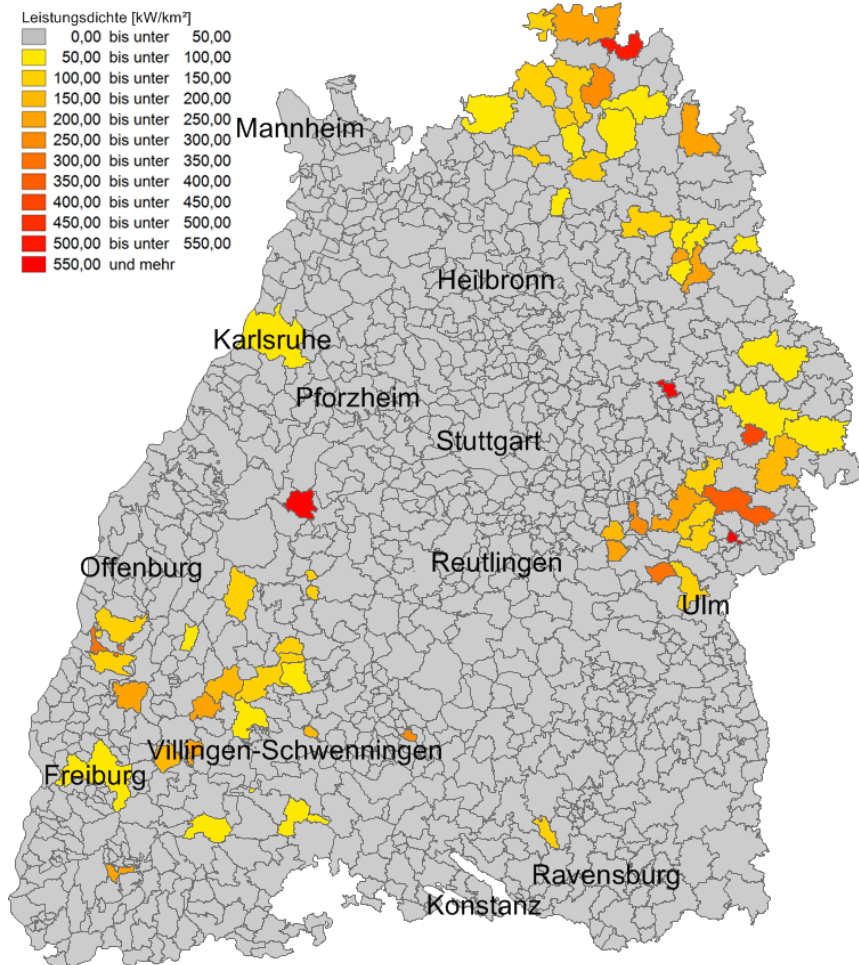 Leistungsdichte [kW/km²]
0,00 bis unter 50,00
50,00 bis unter 100,00
100,00 bis unter 150,00
150,00 bis unter 200,00
200,00 bis unter 250,00
250,00 bis unter 300,00
300,00 bis unter 350,00
350,00 bis unter 400,00
400,00 bis unter 450,00
450,00 bis unter 500,00
500,00 bis unter 550,00
550,00 und mehr
Mannheim
Heilbronn
Karlsruhe
Pforzheim
Stuttgart
Offenburg
Reutlingen
Ulm
Villingen-Schwenningen
Freiburg
Ravensburg
Konstanz